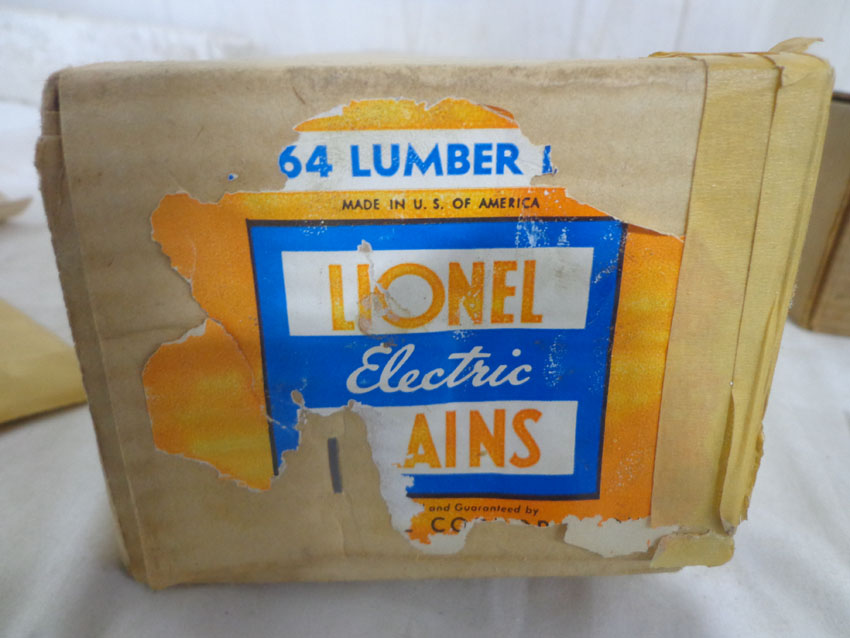 64 LUMBER L
MADE IN U. S. OF AMERICA
LIONEL
Electric
AINS
and Guaranteed by